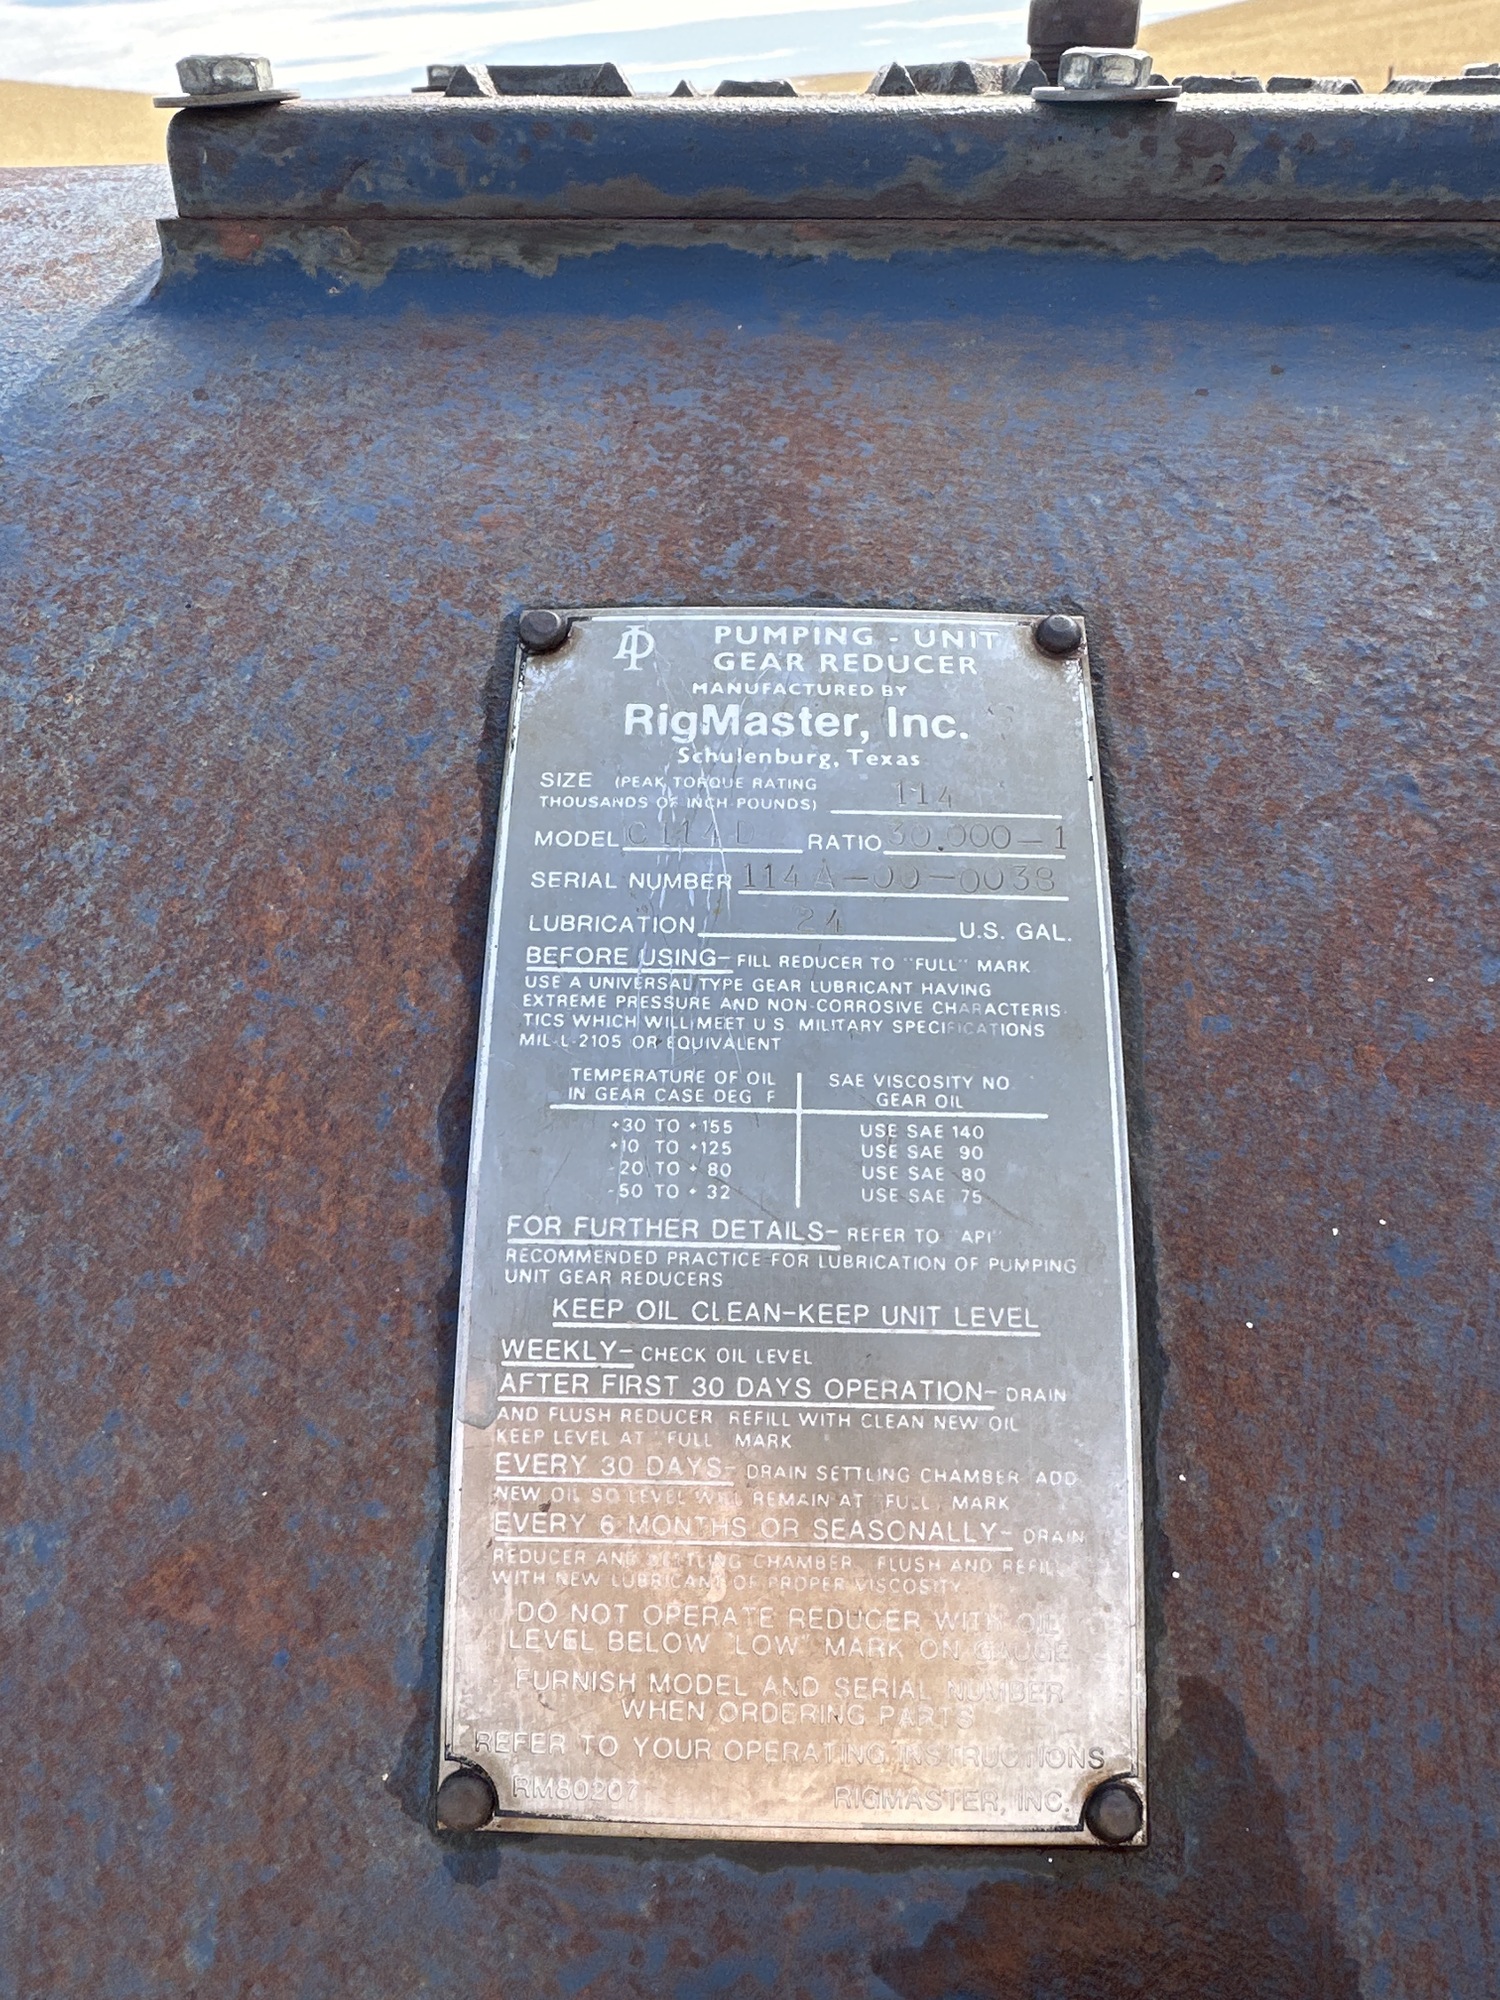 API PUMPING - UNIT
GEAR REDUCER
MANUFACTURED BY
RigMaster, Inc.
Schulenburg, Texas
SIZE (PEAK TORQUE RATING
THOUSANDS OF INCH POUNDS) 114
MODEL C114D RATIO 30.000-1
SERIAL NUMBER 114A-00-0038
LUBRICATION 24 U.S. GAL.
BEFORE USING- FILL REDUCER TO "FULL" MARK
USE A UNIVERSAL TYPE GEAR LUBRICANT HAVING
EXTREME PRESSURE AND NON-CORROSIVE CHARACTERIS-
TICS WHICH WILL MEET U.S. MILITARY SPECIFICATIONS
MIL-L-2105 OR EQUIVALENT
TEMPERATURE OF OIL
IN GEAR CASE DEG F
SAE VISCOSITY NO.
GEAR OIL
+30 TO +155 USE SAE 140
+10 TO +125 USE SAE 90
-20 TO + 80 USE SAE 80
-50 TO + 32 USE SAE 75
FOR FURTHER DETAILS- REFER TO "API"
RECOMMENDED PRACTICE FOR LUBRICATION OF PUMPING
UNIT GEAR REDUCERS
KEEP OIL CLEAN-KEEP UNIT LEVEL
WEEKLY- CHECK OIL LEVEL
AFTER FIRST 30 DAYS OPERATION- DRAIN
AND FLUSH REDUCER REFILL WITH CLEAN NEW OIL
KEEP LEVEL AT "FULL" MARK
EVERY 30 DAYS- DRAIN SETTLING CHAMBER ADD
NEW OIL SO LEVEL WILL REMAIN AT "FULL" MARK
EVERY 6 MONTHS OR SEASONALLY- DRAIN
REDUCER AND SETTLING CHAMBER. FLUSH AND REFILL
WITH NEW LUBRICANT OF PROPER VISCOSITY.
DO NOT OPERATE REDUCER WITH OIL
LEVEL BELOW "LOW" MARK ON GAUGE
FURNISH MODEL AND SERIAL NUMBER
WHEN ORDERING PARTS
REFER TO YOUR OPERATING INSTRUCTIONS
RM80207 RIGMASTER, INC.